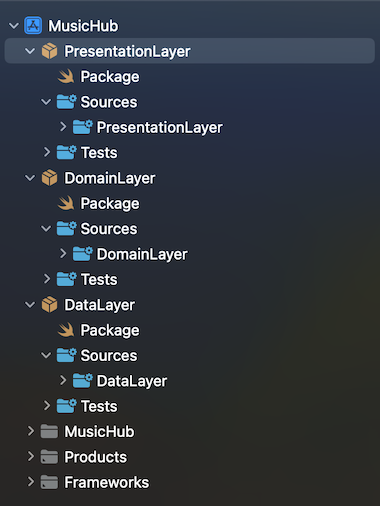 MusicHub
PresentationLayer
Package
Sources
PresentationLayer
Tests
DomainLayer
Package
Sources
DomainLayer
Tests
DataLayer
Package
Sources
DataLayer
Tests
MusicHub
Products
Frameworks